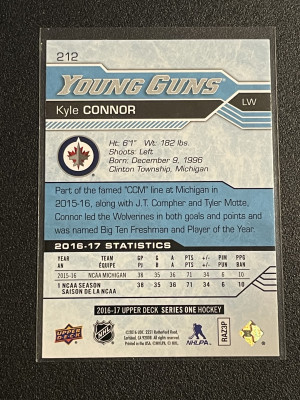 212
YOUNG GUNS
Kyle CONNOR
LW
Ht: 6'1" Wt: 182 lbs.
Shoots: Left
Born: December 9, 1996
Clinton Township, Michigan
Part of the famed "CCM" line at Michigan in
2015-16, along with J.T. Compher and Tyler Motte,
Connor led the Wolverines in both goals and points and
was named Big Ten Freshman and Player of the Year.
2016-17 STATISTICS
YEAR TEAM GP G A PTS +/- PIM PPG
AN ÉQUIPE PJ B A PTS +/- PUN BAN
2015-16 NCAA MICHIGAN 38 35 36 71 34 6 10
1 NCAA SEASON 38 35 36 71 34 6 10
SAISON DE LA NCAA
2016-17 UPPER DECK SERIES ONE HOCKEY
UPPER DECK
NHL
NHLPA
RAZ3P